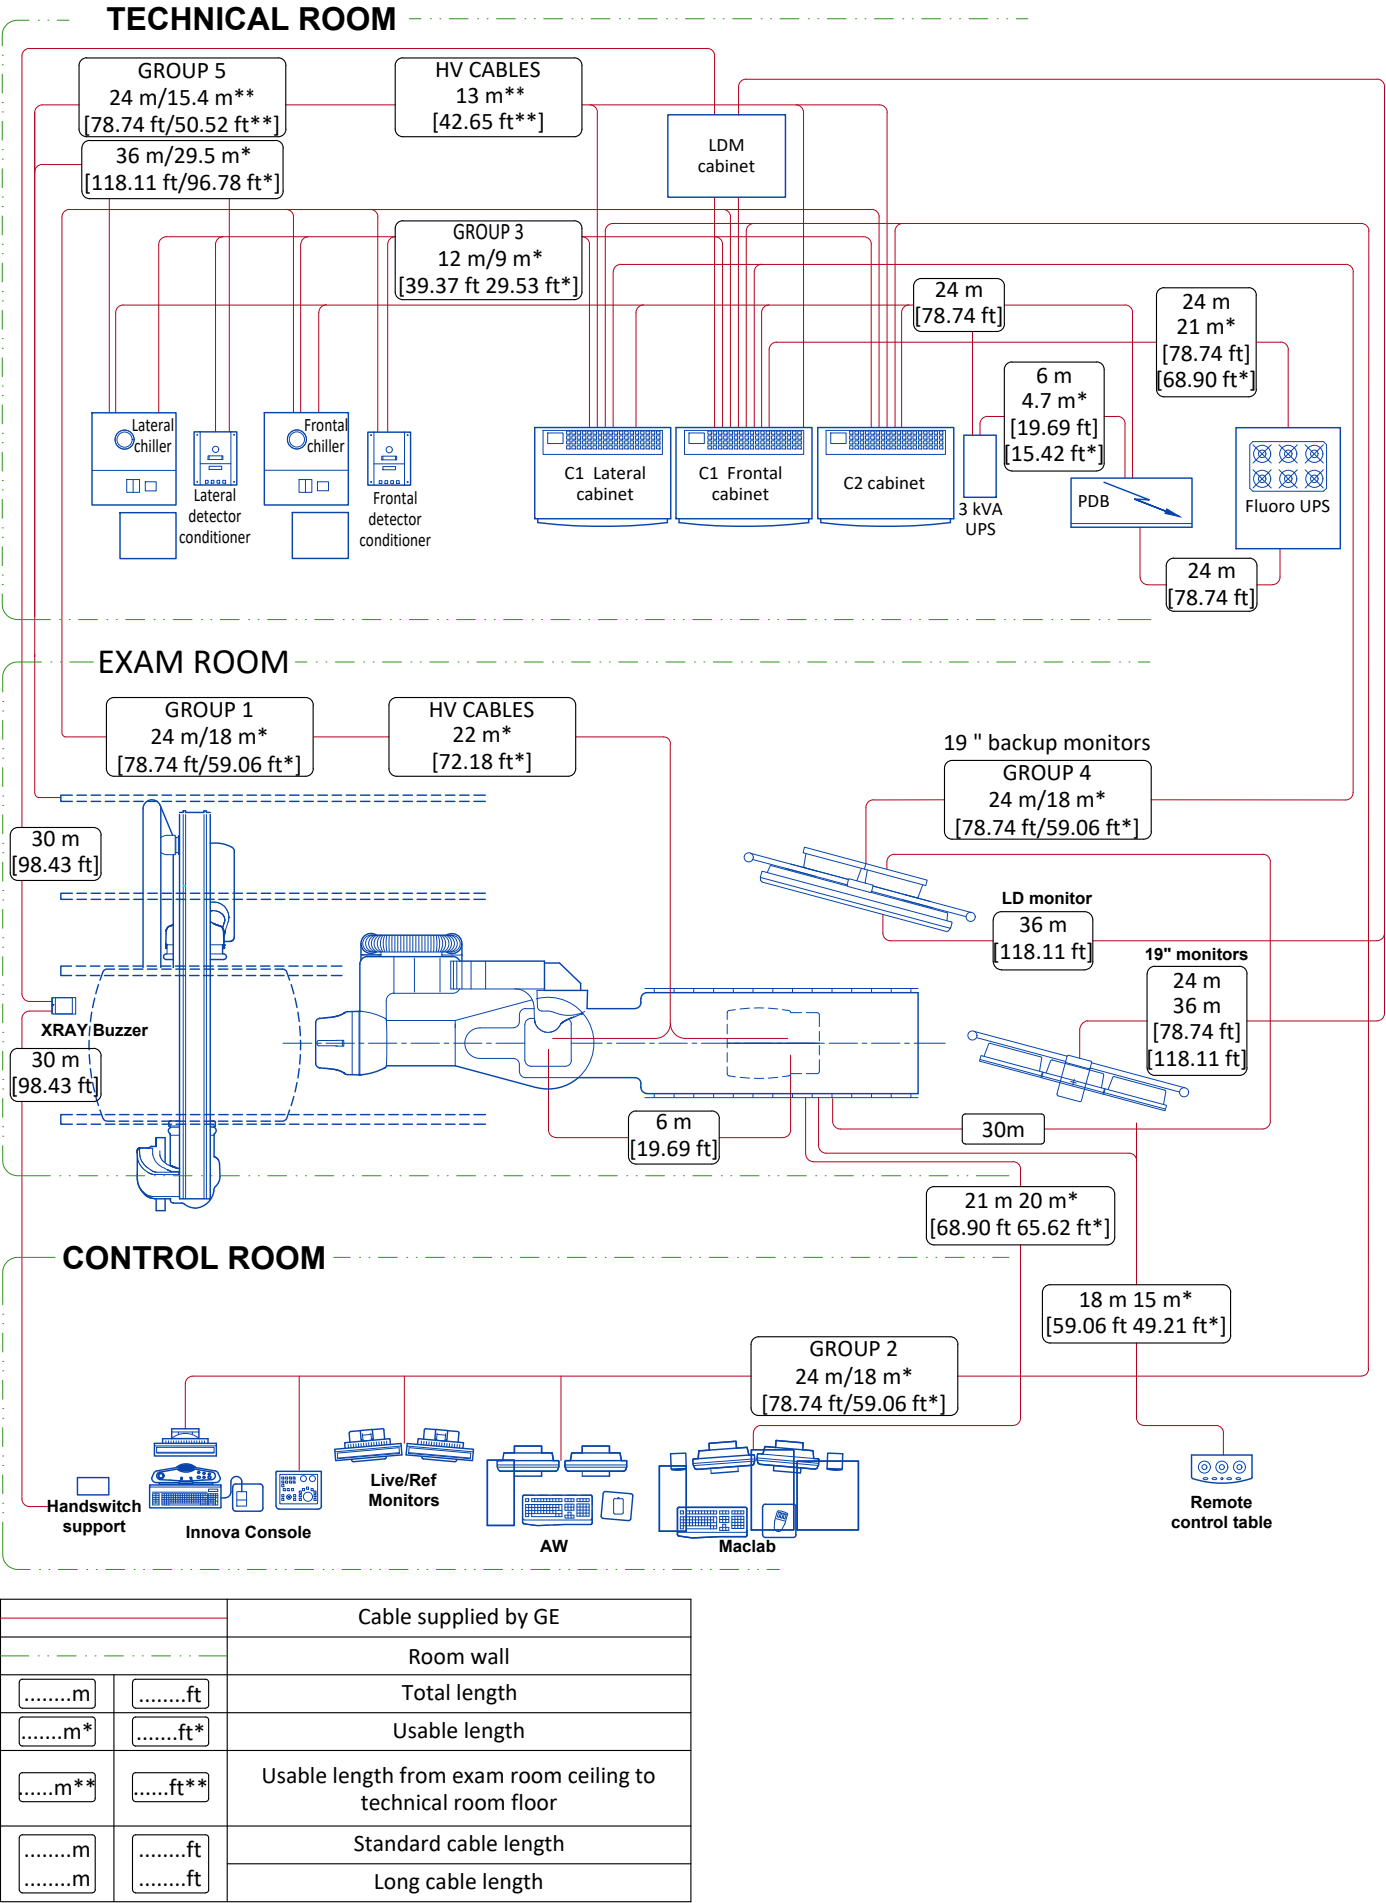 TECHNICAL ROOM
GROUP 5
24 m/15.4 m**
[78.74 ft/50.52 ft**]
36 m/29.5 m*
[118.11 ft/96.78 ft*]
HV CABLES
13 m**
[42.65 ft**]
LDM
cabinet
GROUP 3
12 m/9 m*
[39.37 ft 29.53 ft*]
24 m
[78.74 ft]
24 m
21 m*
[78.74 ft]
[68.90 ft*]
6 m
4.7 m*
[19.69 ft]
[15.42 ft*]
Lateral
chiller
Lateral
detector
conditioner
Frontal
chiller
Frontal
detector
conditioner
C1 Lateral
cabinet
C1 Frontal
cabinet
C2 cabinet
3 kVA
UPS
PDB
Fluoro UPS
24 m
[78.74 ft]
EXAM ROOM
GROUP 1
24 m/18 m*
[78.74 ft/59.06 ft*]
HV CABLES
22 m*
[72.18 ft*]
19 " backup monitors
GROUP 4
24 m/18 m*
[78.74 ft/59.06 ft*]
30 m
[98.43 ft]
LD monitor
36 m
[118.11 ft]
19" monitors
24 m
36 m
[78.74 ft]
[118.11 ft]
XRAY Buzzer
30 m
[98.43 ft]
6 m
[19.69 ft]
30m
21 m 20 m*
[68.90 ft 65.62 ft*]
CONTROL ROOM
18 m 15 m*
[59.06 ft 49.21 ft*]
GROUP 2
24 m/18 m*
[78.74 ft/59.06 ft*]
Handswitch
support
Innova Console
Live/Ref
Monitors
AW
Maclab
Remote
control table
Cable supplied by GE
Room wall
........m ........ft Total length
.......m* .......ft* Usable length
......m** ......ft** Usable length from exam room ceiling to
technical room floor
........m ........ft Standard cable length
........m ........ft Long cable length